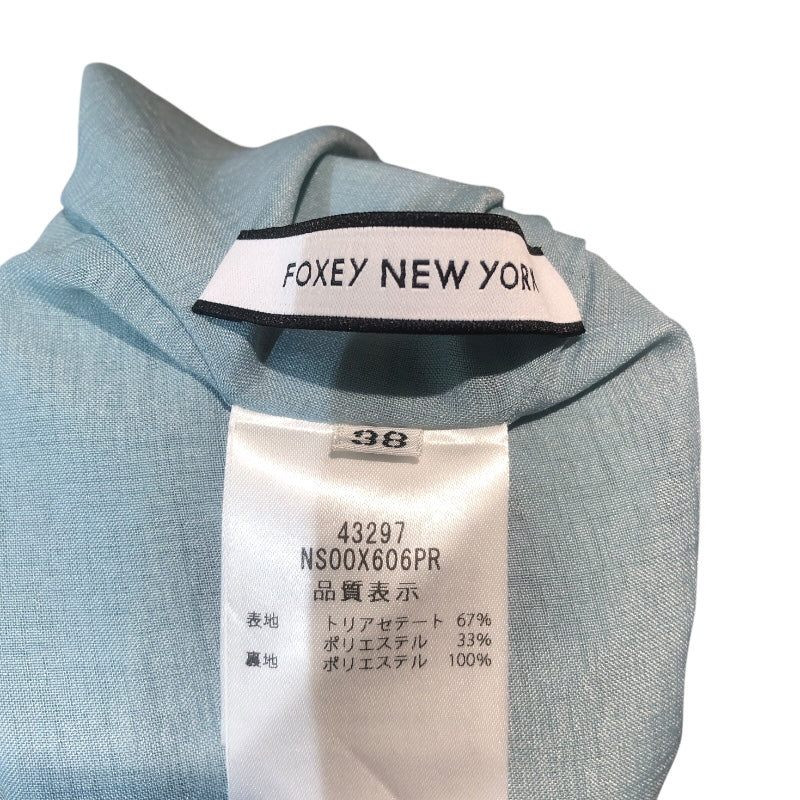 FOXEY NEW YORK
38
43297
NS00X606PR
品質表示
表地 トリアセテート 67%
ポリエステル 33%
裏地 ポリエステル 100%